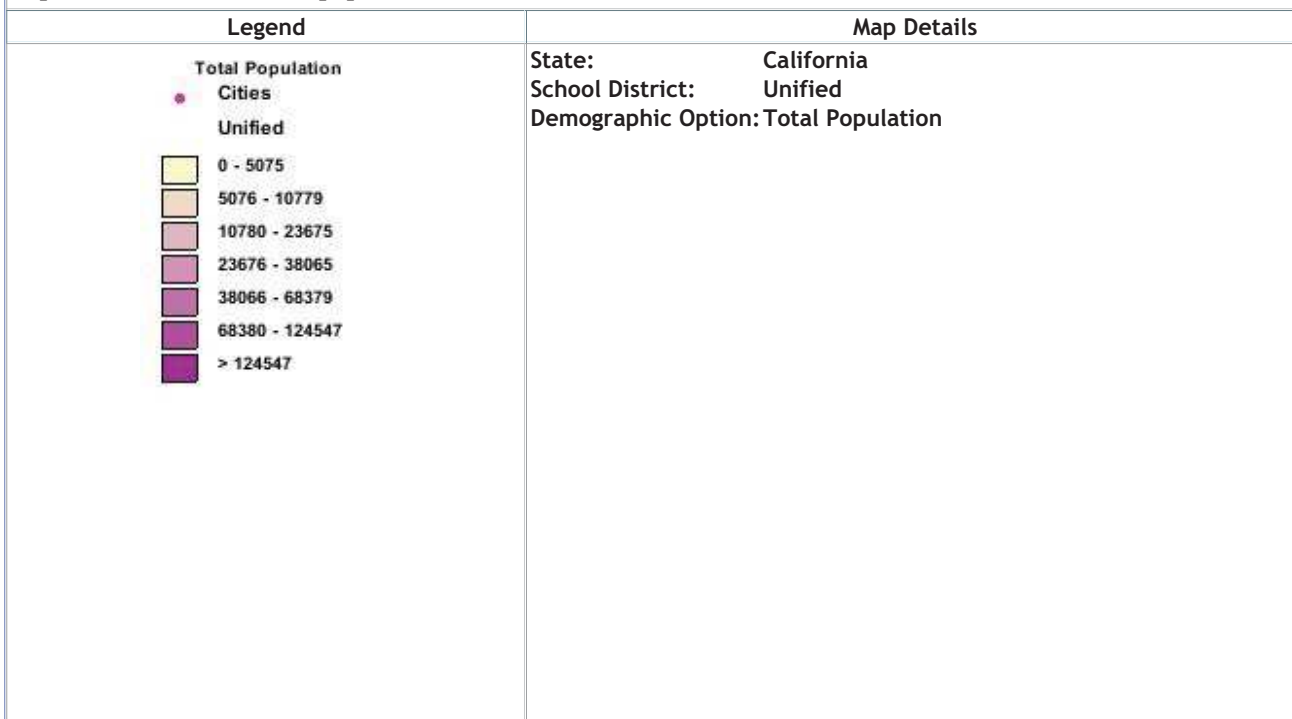 Legend
Total Population
Cities
Unified
0 - 5075
5076 - 10779
10780 - 23675
23676 - 38065
38066 - 68379
68380 - 124547
> 124547
Map Details
State: California
School District: Unified
Demographic Option: Total Population